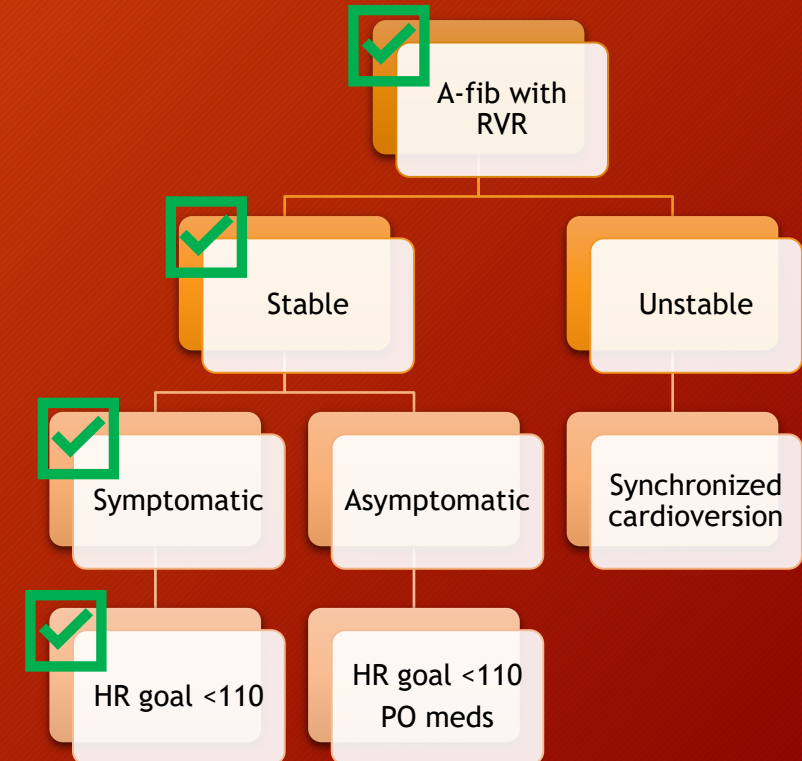 A-fib with
RVR
Stable
Unstable
Symptomatic
Asymptomatic
Synchronized
cardioversion
HR goal <110
HR goal <110
PO meds